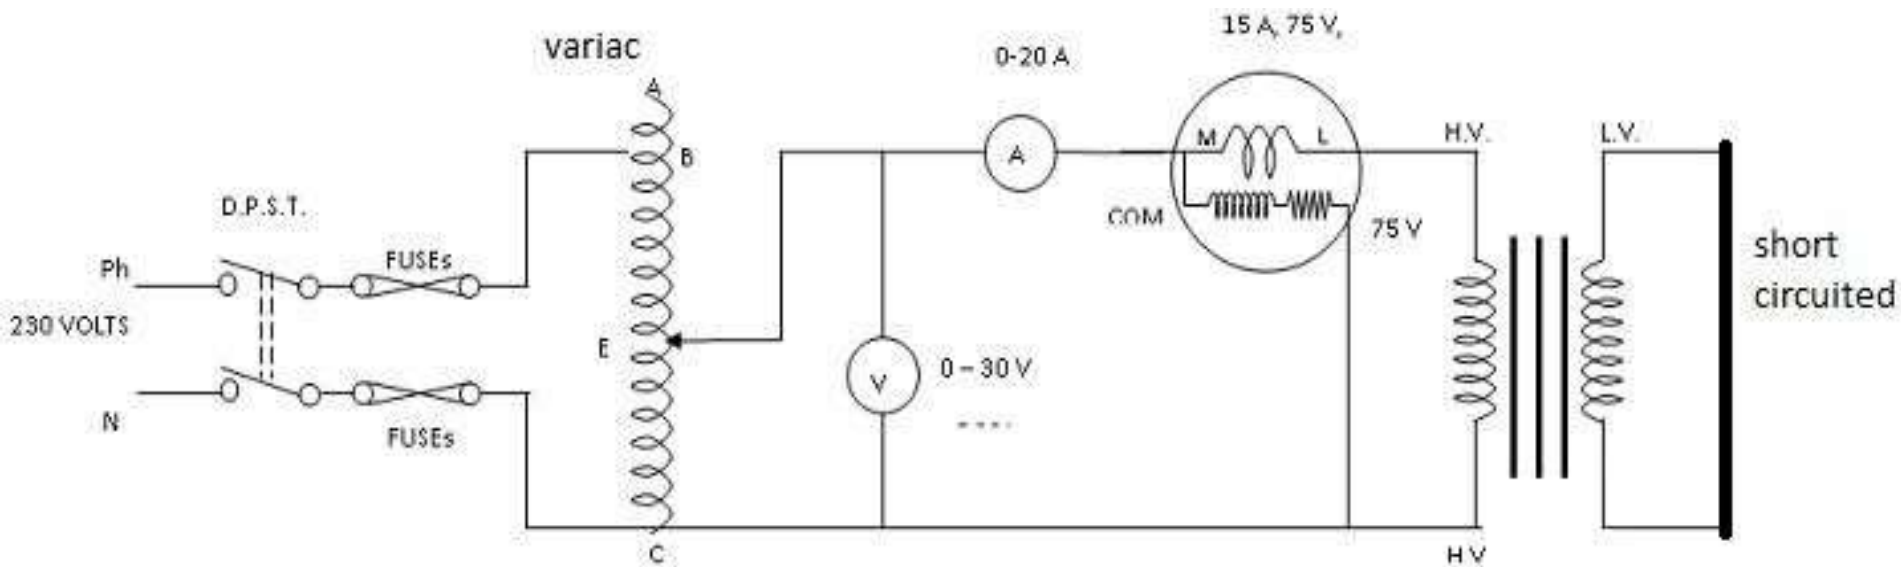 variac
0-20 A
15 A, 75 V,
A
B
M
L
H.V.
L.V.
A
D.P.S.T.
COM
75 V
Ph
FUSEs
short
circuited
230 VOLTS
E
V
0 – 30 V
N
FUSEs
C
H.V